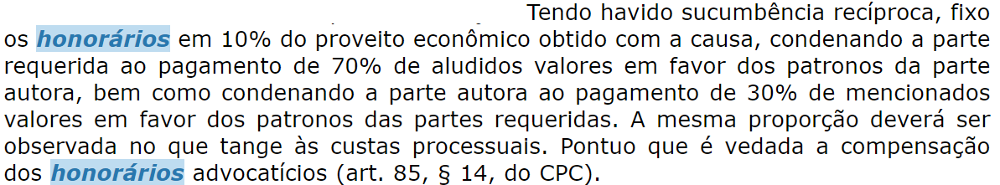 Tendo havido sucumbência recíproca, fixo
os honorários em 10% do proveito econômico obtido com a causa, condenando a parte
requerida ao pagamento de 70% de aludidos valores em favor dos patronos da parte
autora, bem como condenando a parte autora ao pagamento de 30% de mencionados
valores em favor dos patronos das partes requeridas. A mesma proporção deverá ser
observada no que tange às custas processuais. Pontuo que é vedada a compensação
dos honorários advocatícios (art. 85, § 14, do CPC).